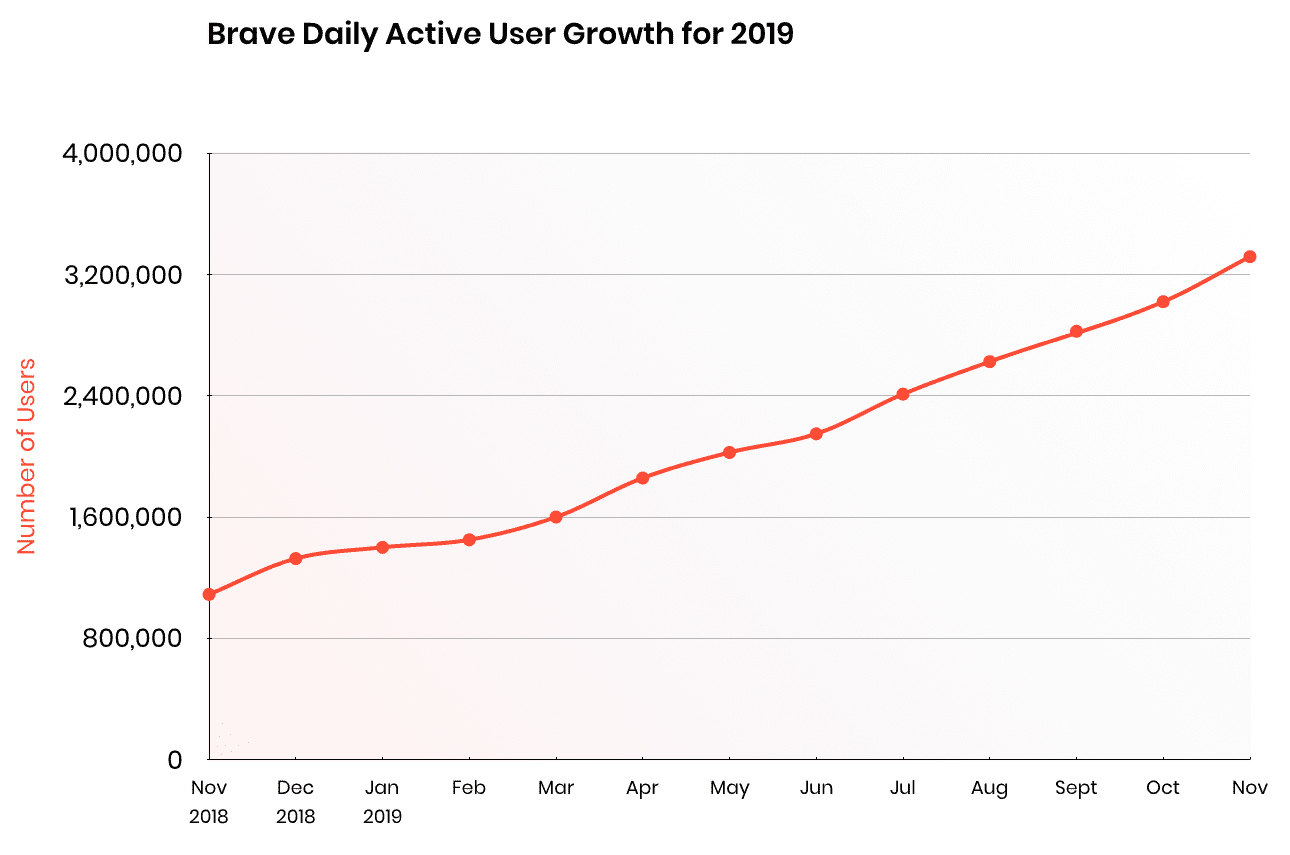 Brave Daily Active User Growth for 2019
Number of Users
4,000,000
3,200,000
2,400,000
1,600,000
800,000
0
Nov Dec Jan Feb Mar Apr May Jun Jul Aug Sept Oct Nov
2018 2018 2019